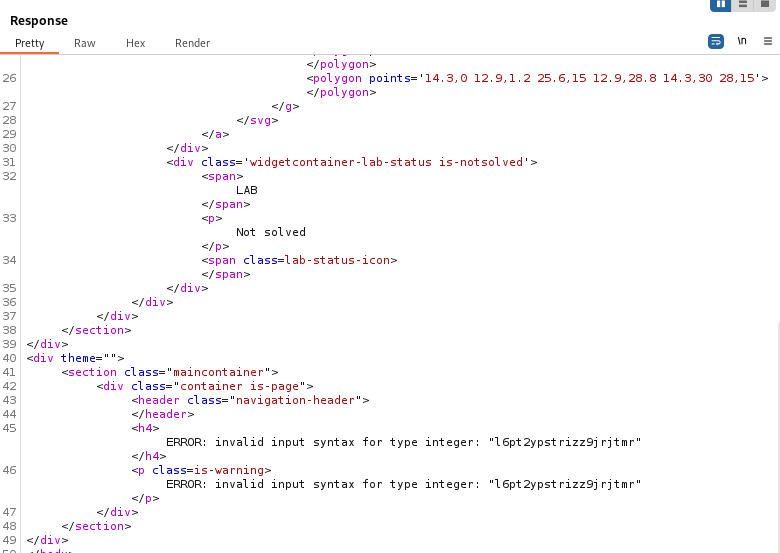 Response
Pretty Raw Hex Render \n
</polygon>
26 <polygon points='14.3,0 12.9,1.2 25.6,15 12.9,28.8 14.3,30 28,15'>
</polygon>
27 </g>
28 </svg>
29 </a>
30 </div>
31 <div class='widgetcontainer-lab-status is-notsolved'>
32 <span>
LAB
</span>
33 <p>
Not solved
</p>
34 <span class=lab-status-icon>
</span>
35 </div>
36 </div>
37 </div>
38 </section>
39 </div>
40 <div theme="">
41 <section class="maincontainer">
42 <div class="container is-page">
43 <header class="navigation-header">
44 </header>
45 <h4>
ERROR: invalid input syntax for type integer: "l6pt2ypstrizz9jrjtmr"
</h4>
46 <p class=is-warning>
ERROR: invalid input syntax for type integer: "l6pt2ypstrizz9jrjtmr"
</p>
47 </div>
48 </section>
49 </div>